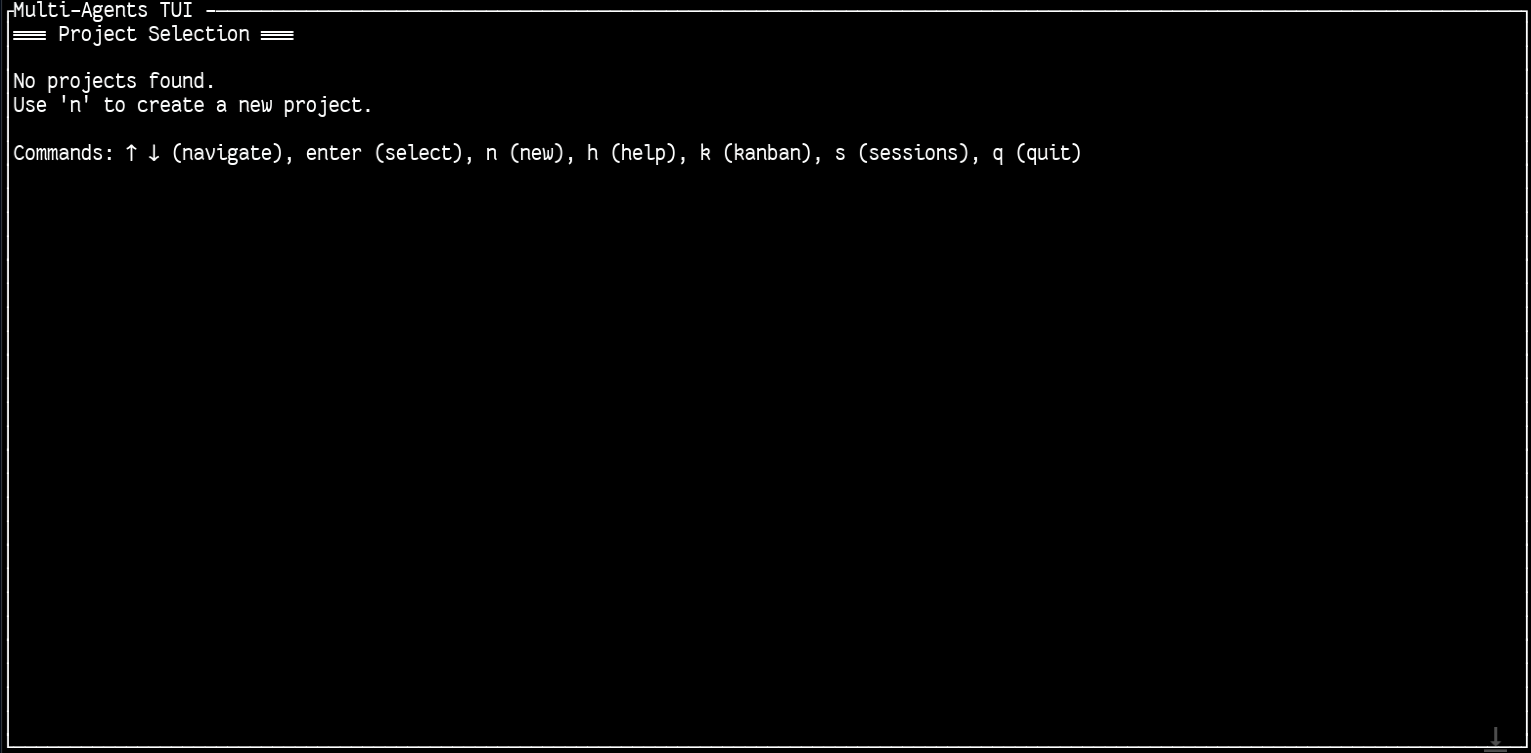 Multi-Agents TUI
═══ Project Selection ═══
No projects found.
Use 'n' to create a new project.
Commands: ↑ ↓ (navigate), enter (select), n (new), h (help), k (kanban), s (sessions), q (quit)